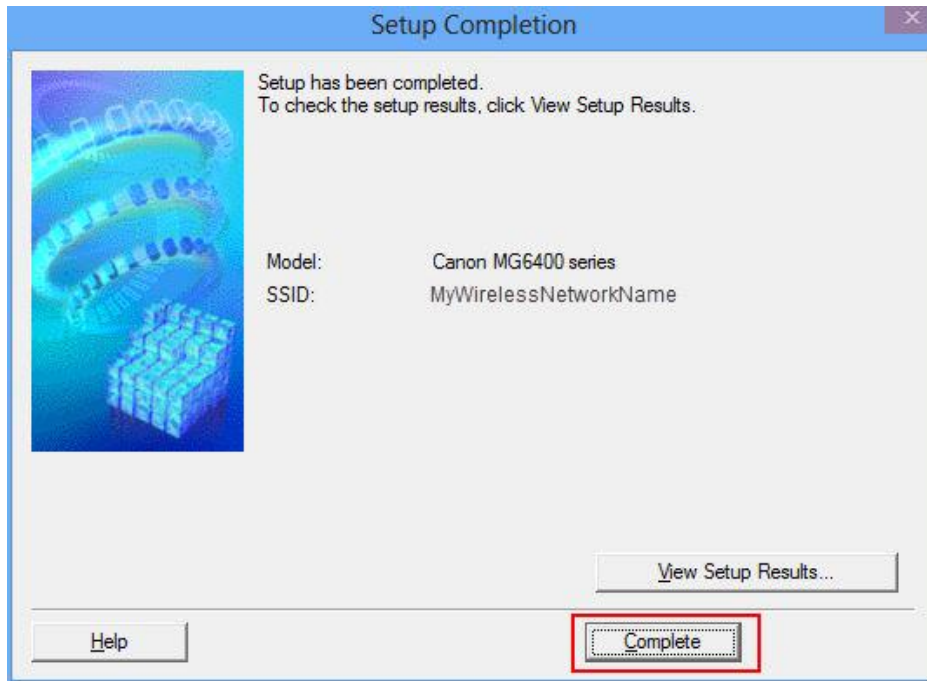 Setup Completion
Setup has been completed.
To check the setup results, click View Setup Results.
Model: Canon MG6400 series
SSID: MyWirelessNetworkName
View Setup Results...
Help Complete